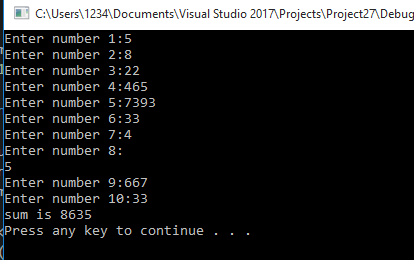 C:\Users\1234\Documents\Visual Studio 2017\Projects\Project27\Debug
Enter number 1:5
Enter number 2:8
Enter number 3:22
Enter number 4:465
Enter number 5:7393
Enter number 6:33
Enter number 7:4
Enter number 8:
5
Enter number 9:667
Enter number 10:33
sum is 8635
Press any key to continue . . .